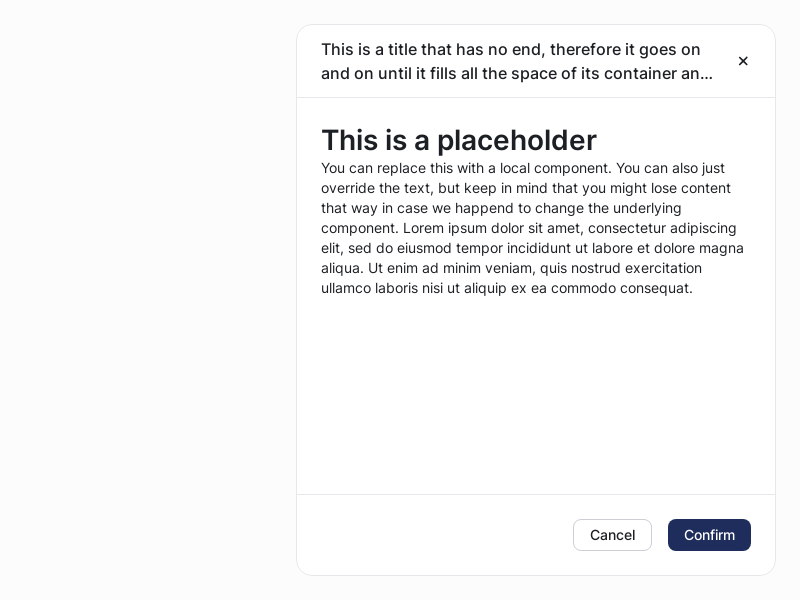 This is a title that has no end, therefore it goes on
and on until it fills all the space of its container an...
This is a placeholder
You can replace this with a local component. You can also just
override the text, but keep in mind that you might lose content
that way in case we happend to change the underlying
component. Lorem ipsum dolor sit amet, consectetur adipiscing
elit, sed do eiusmod tempor incididunt ut labore et dolore magna
aliqua. Ut enim ad minim veniam, quis nostrud exercitation
ullamco laboris nisi ut aliquip ex ea commodo consequat.
Cancel
Confirm